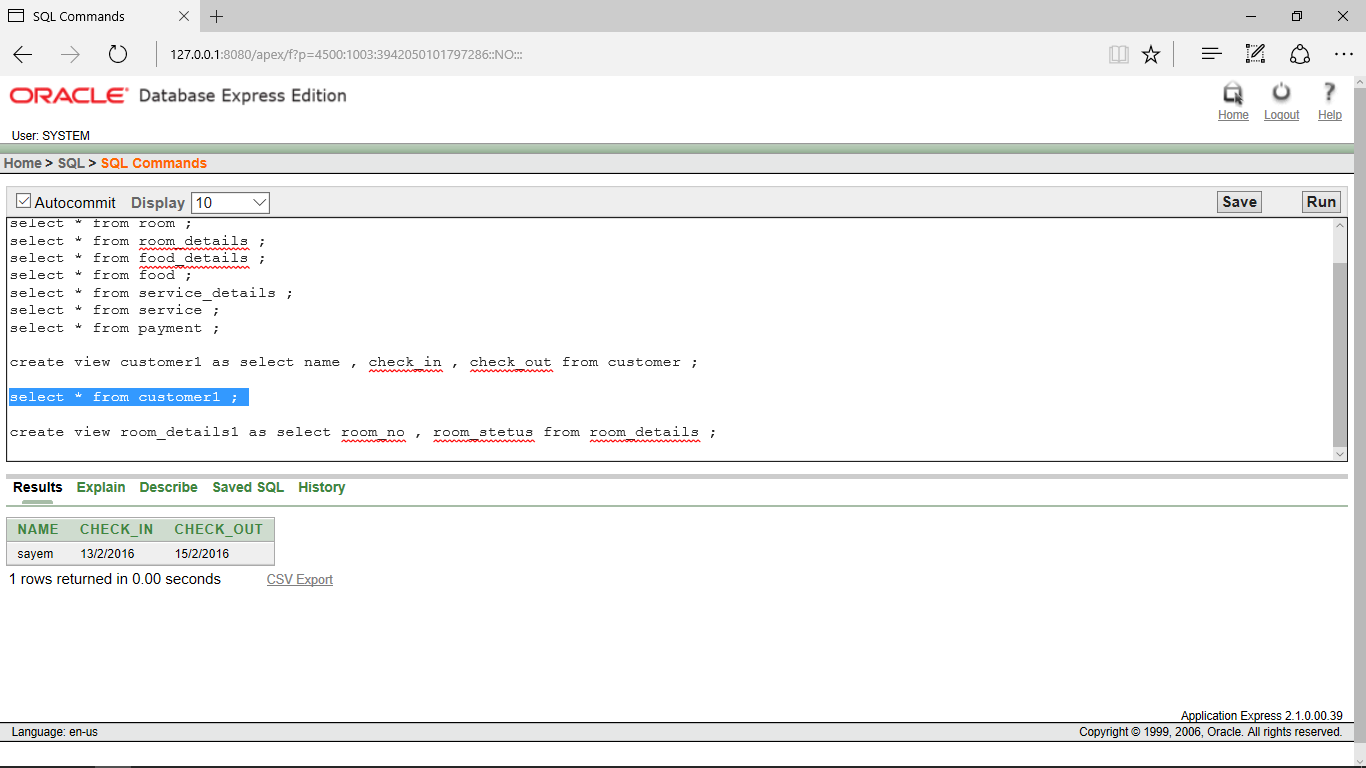 SQL Commands
127.0.0.1:8080/apex/f?p=4500:1003:3942050101797286::NO:::
ORACLE Database Express Edition
Home Logout Help
User: SYSTEM
Home > SQL > SQL Commands
Autocommit Display 10 Save Run
select * from room ;
select * from room_details ;
select * from food_details ;
select * from food ;
select * from service_details ;
select * from service ;
select * from payment ;
create view customer1 as select name , check_in , check_out from customer ;
select * from customer1 ;
create view room_details1 as select room_no , room_stetus from room_details ;
Results Explain Describe Saved SQL History
NAME CHECK_IN CHECK_OUT
sayem 13/2/2016 15/2/2016
1 rows returned in 0.00 seconds CSV Export
Application Express 2.1.0.00.39
Language: en-us Copyright © 1999, 2006, Oracle. All rights reserved.